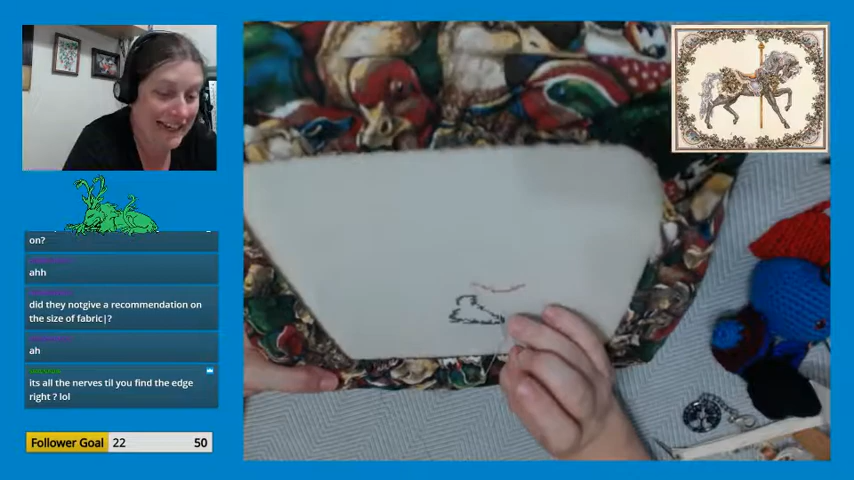 on?
ahh
did they notgive a recommendation on
the size of fabric|?
ah
its all the nerves til you find the edge
right ? lol
Follower Goal 22 50